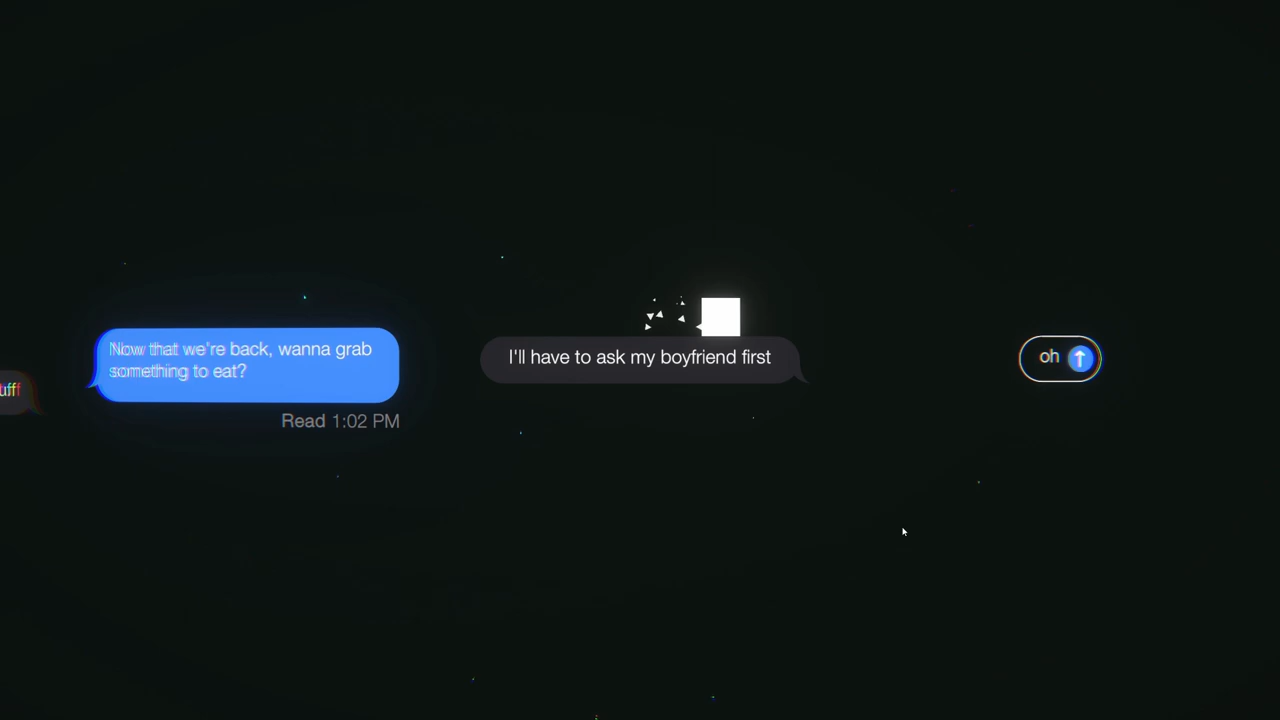 uff
Now that we're back, wanna grab
something to eat?
Read 1:02 PM
I'll have to ask my boyfriend first
oh